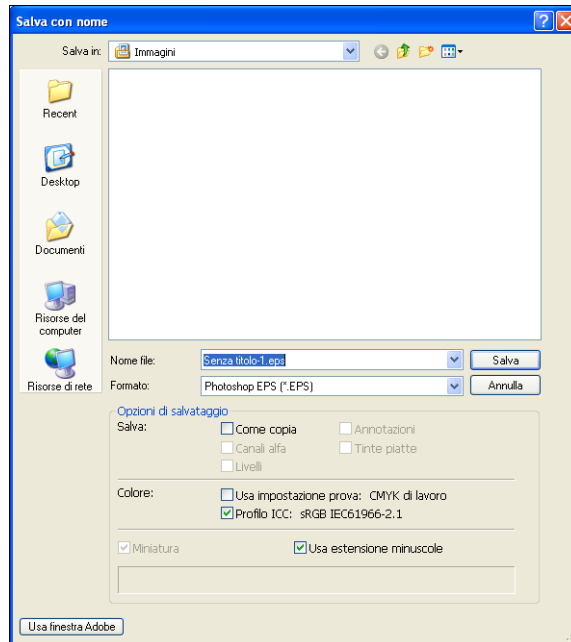 Salva con nome
Salva in: Immagini
Recent
Desktop
Documenti
Risorse del
computer
Risorse di rete
Nome file: Senza titolo-1.eps Salva
Formato: Photoshop EPS (*.EPS) Annulla
Opzioni di salvataggio
Salva: Come copia Annotazioni
Canali alfa Tinte piatte
Livelli
Colore: Usa impostazione prova: CMYK di lavoro
Profilo ICC: sRGB IEC61966-2.1
Miniatura Usa estensione minuscole
Usa finestra Adobe